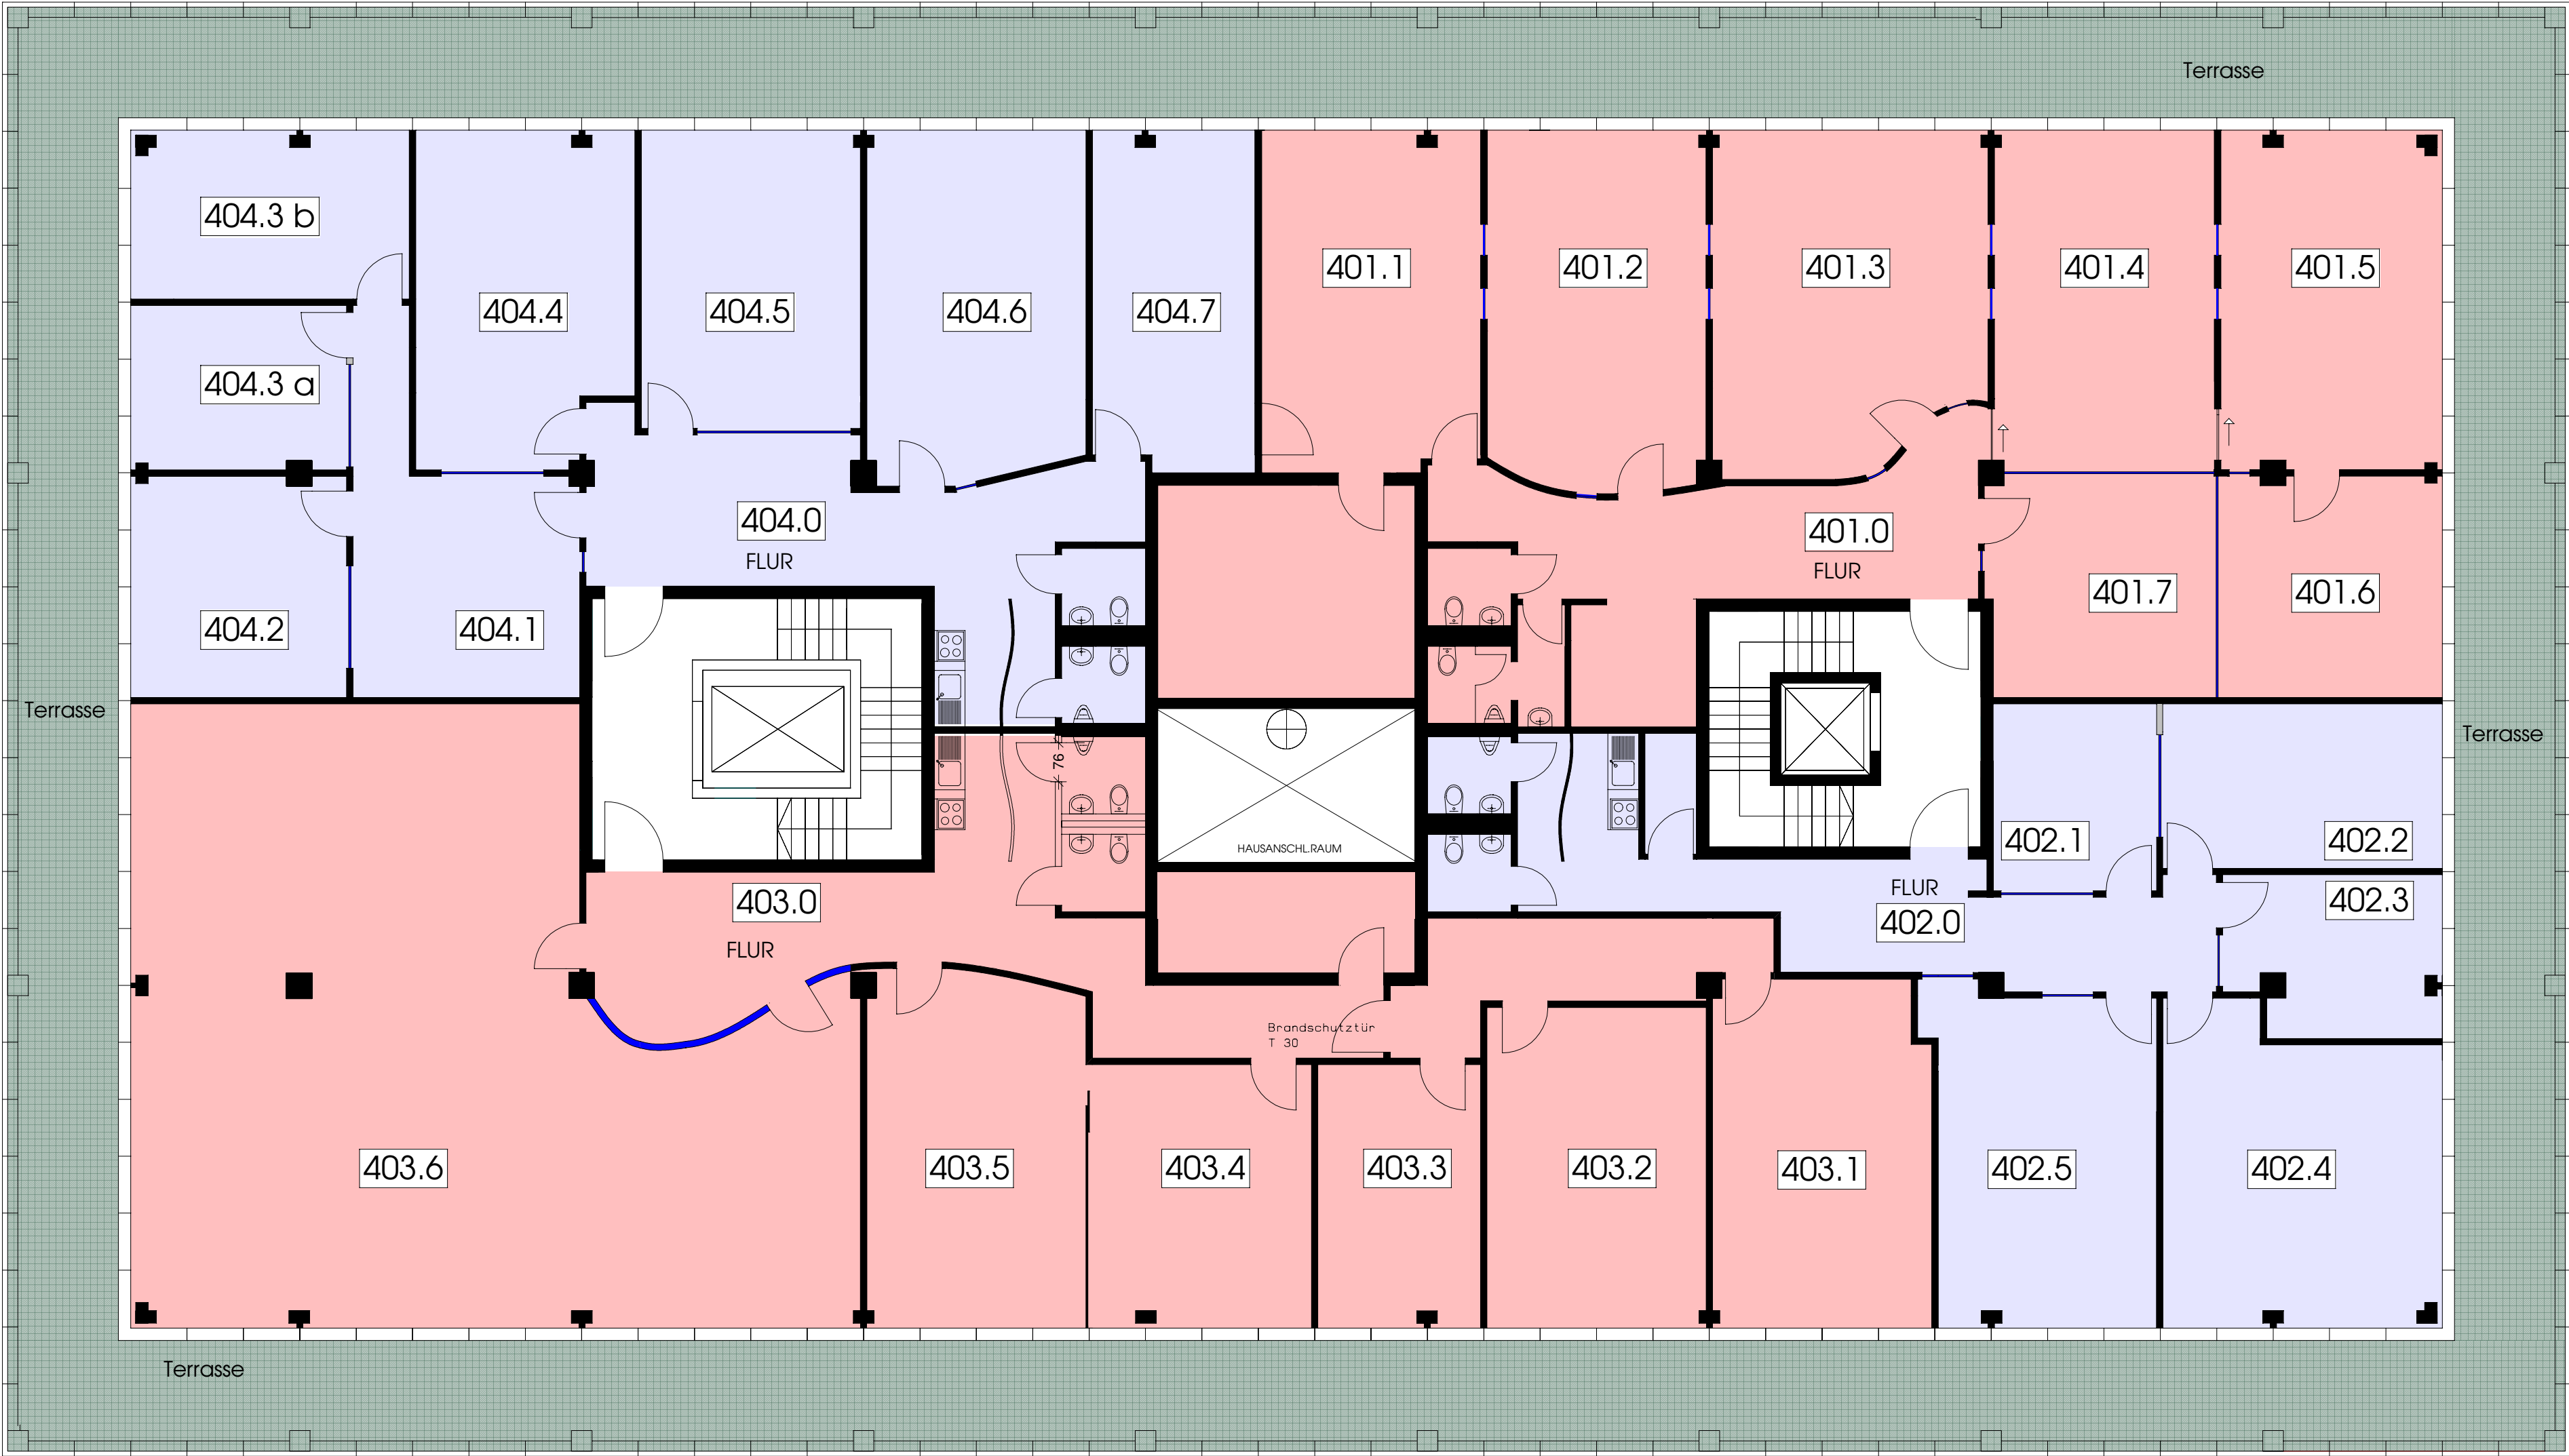 Terrasse
404.3 b
401.1
401.2
401.3
401.4
401.5
404.4
404.5
404.6
404.7
404.3 a
404.0
FLUR
401.0
FLUR
401.7
401.6
404.2
404.1
Terrasse
Terrasse
76
HAUSANSCHL.RAUM
402.1
402.2
403.0
FLUR
FLUR
402.0
402.3
Brandschutztür
T 30
403.6
403.5
403.4
403.3
403.2
403.1
402.5
402.4
Terrasse